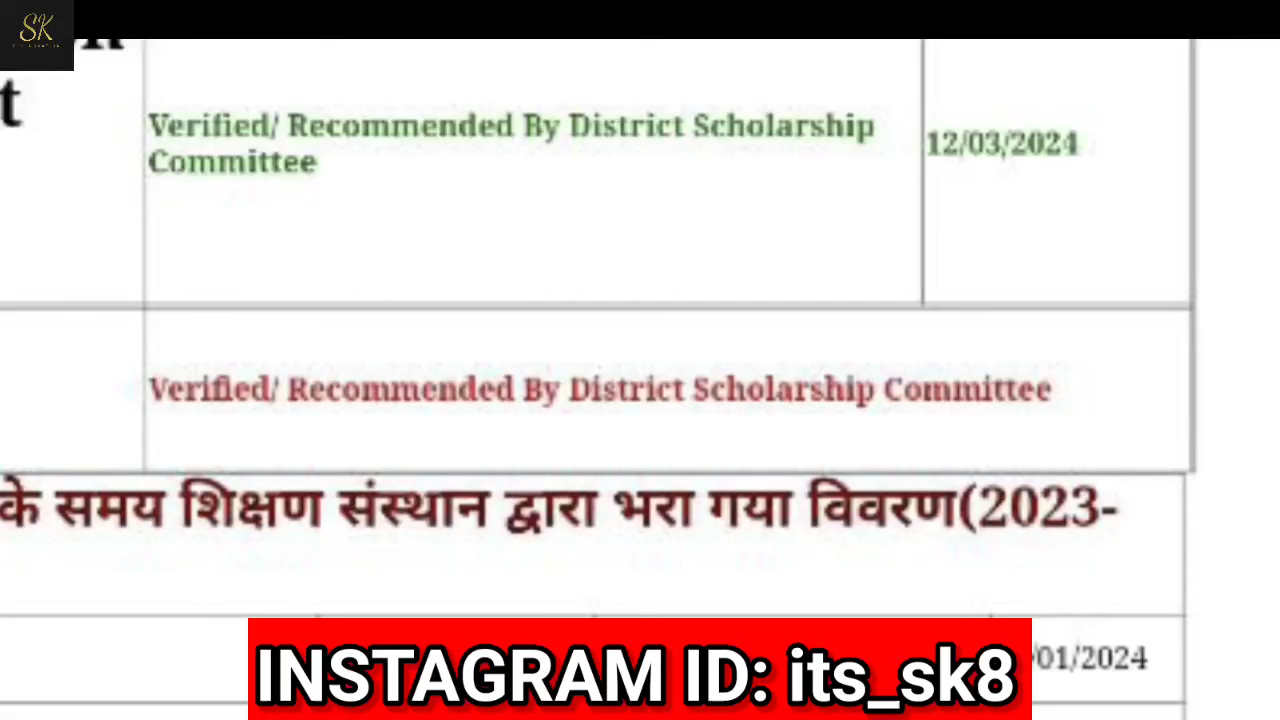 SK
t
Verified/ Recommended By District Scholarship
Committee
12/03/2024
Verified/ Recommended By District Scholarship Committee
के समय शिक्षण संस्थान द्वारा भरा गया विवरण(2023-
/01/2024
INSTAGRAM ID: its_sk8